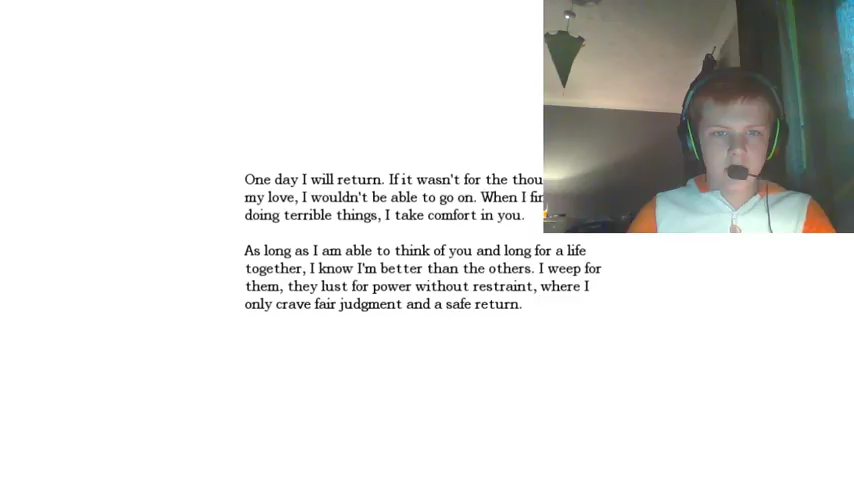 One day I will return. If it wasn't for the
my love, I wouldn't be able to go on. When I
doing terrible things, I take comfort in you.
As long as I am able to think of you and long for a life
together, I know I'm better than the others. I weep for
them, they lust for power without restraint, where I
only crave fair judgment and a safe return.